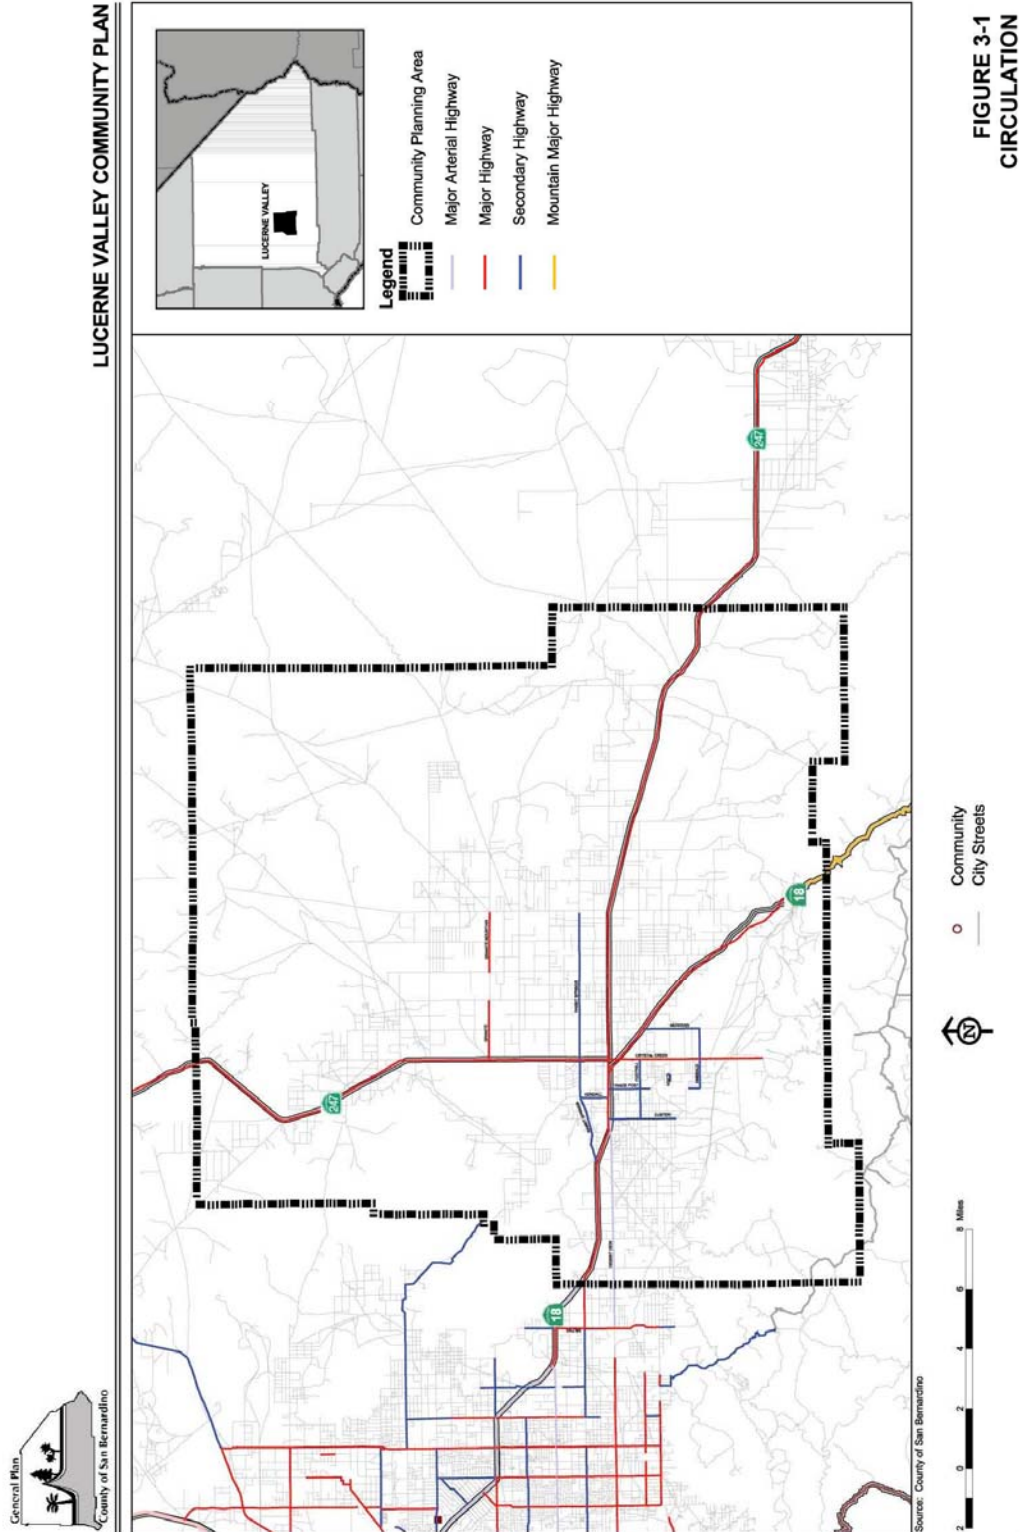 General Plan
County of San Bernardino
LUCERNE VALLEY COMMUNITY PLAN
LUCERNE VALLEY
Legend
Community Planning Area
Major Arterial Highway
Major Highway
Secondary Highway
Mountain Major Highway
247
18
247
18
Source: County of San Bernardino
2 0 2 4 6 8 Miles
N
Community
City Streets
FIGURE 3-1
CIRCULATION